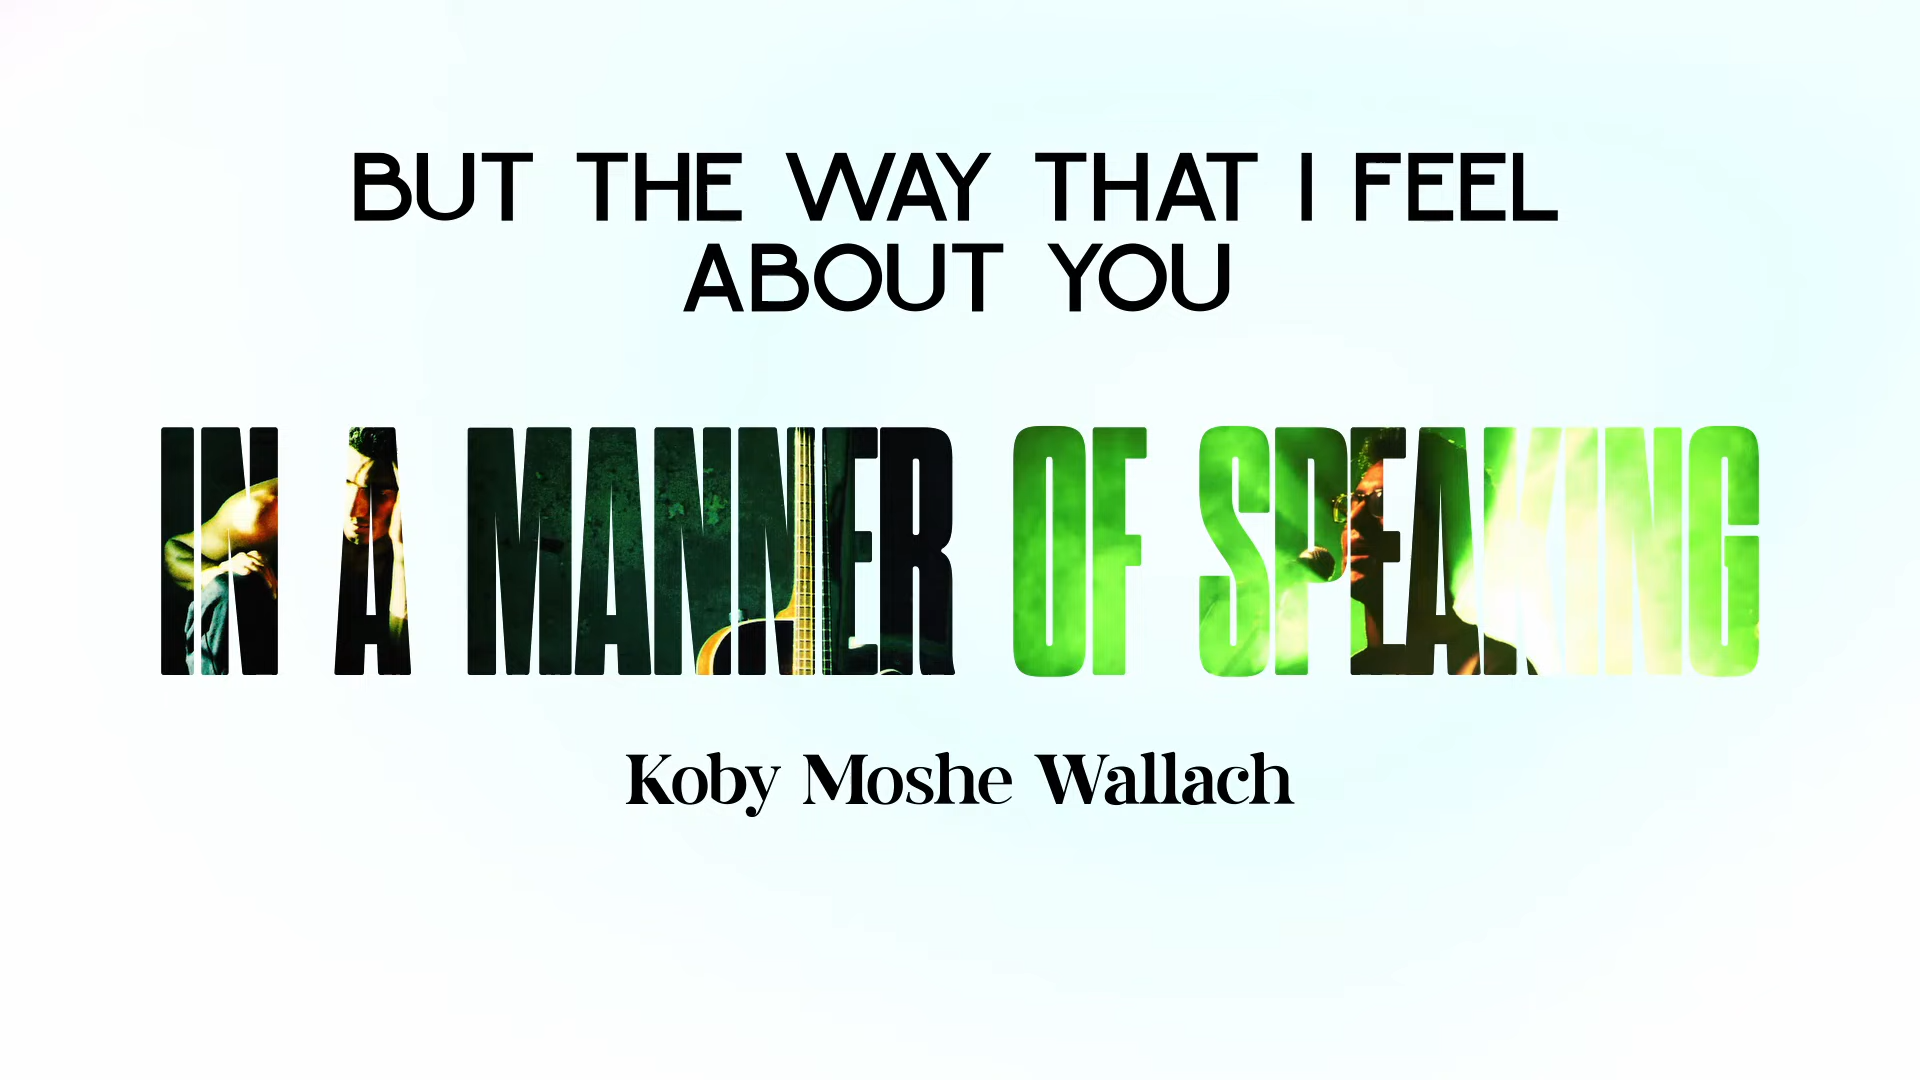 BUT THE WAY THAT I FEEL
ABOUT YOU
IN A MANNER OF SPEAKING
Koby Moshe Wallach